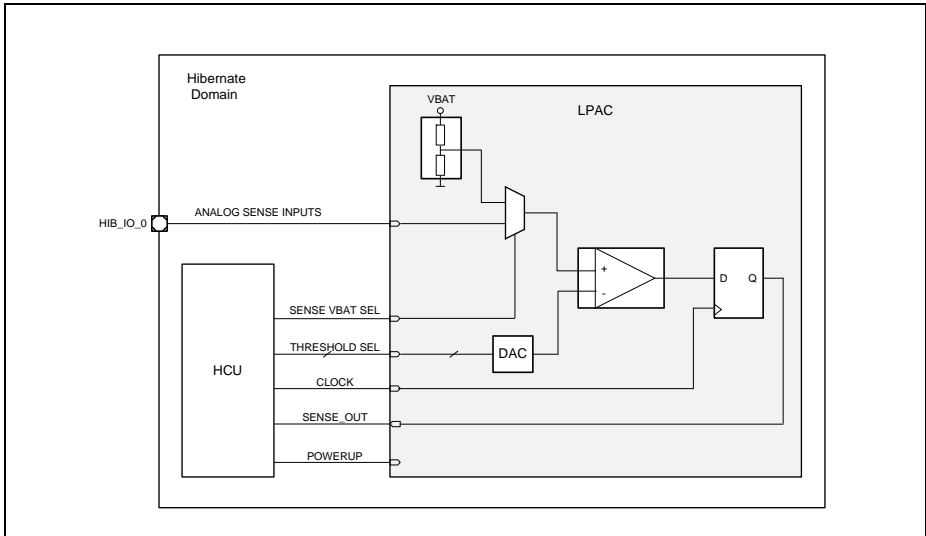 Hibernate
Domain
VBAT
LPAC
ANALOG SENSE INPUTS
HIB_IO_0
+
-
D Q
SENSE VBAT SEL
THRESHOLD SEL
DAC
HCU
CLOCK
SENSE_OUT
POWERUP